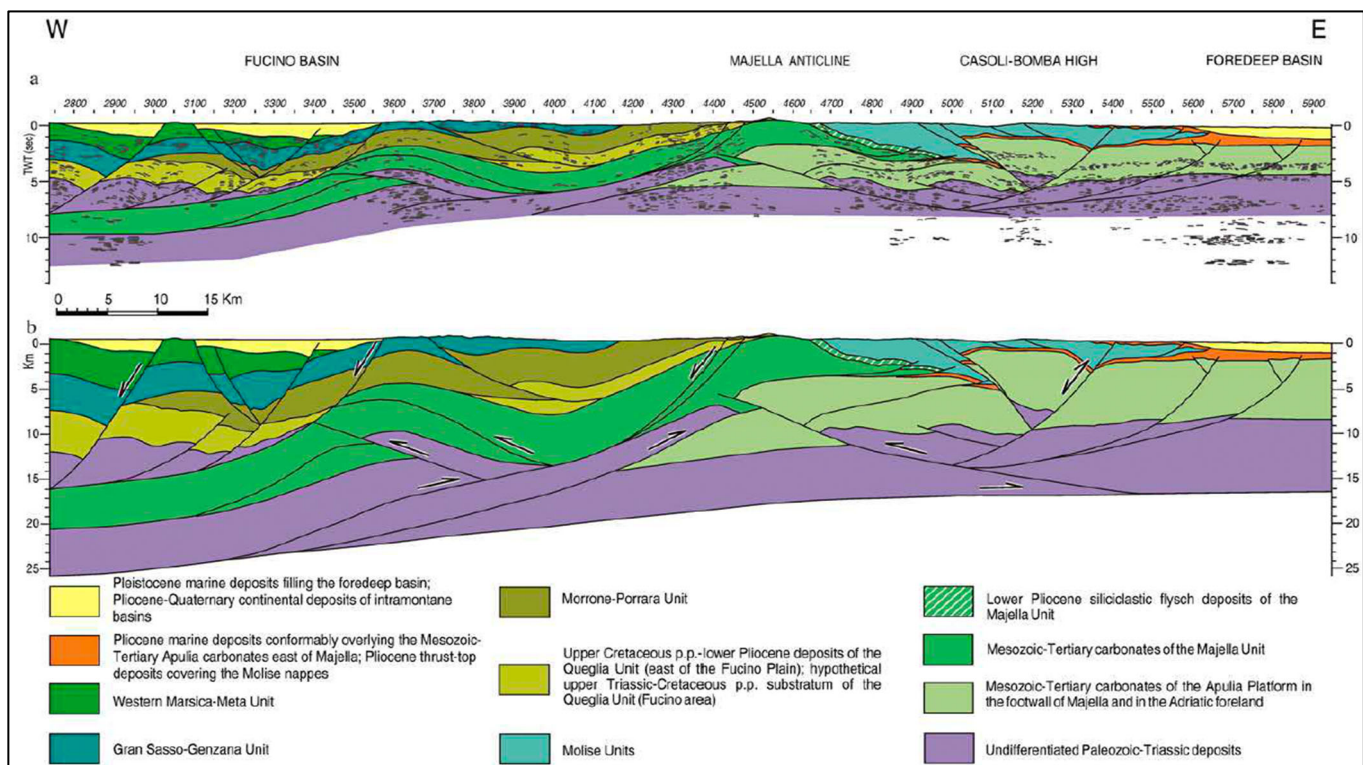 W
E
FUCINO BASIN
MAJELLA ANTICLINE
CASOLI-BOMBA HIGH
FOREDEEP BASIN
a
2800 2900 3000 3100 3200 3300 3500 3600 3700 3800 3900 4000 4100 4200 4300 4400 4500 4600 4700 4800 4900 5000 5100 5200 5300 5400 5500 5600 5700 5800 5900
TWT (sec)
0
5
10
0
5
10
0 5 10 15 Km
b
Km
0
5
10
15
20
25
0
5
10
15
20
25
Pleistocene marine deposits filling the foredeep basin;
Pliocene-Quaternary continental deposits of intramontane
basins
Pliocene marine deposits conformably overlying the Mesozoic-
Tertiary Apulia carbonates east of Majella; Pliocene thrust-top
deposits covering the Molise nappes
Western Marsica-Meta Unit
Gran Sasso-Genzana Unit
Morrone-Porrara Unit
Upper Cretaceous p.p.-lower Pliocene deposits of the
Queglia Unit (east of the Fucino Plain); hypothetical
upper Triassic-Cretaceous p.p. substratum of the
Queglia Unit (Fucino area)
Molise Units
Lower Pliocene siliciclastic flysch deposits of the
Majella Unit
Mesozoic-Tertiary carbonates of the Majella Unit
Mesozoic-Tertiary carbonates of the Apulia Platform in
the footwall of Majella and in the Adriatic foreland
Undifferentiated Paleozoic-Triassic deposits